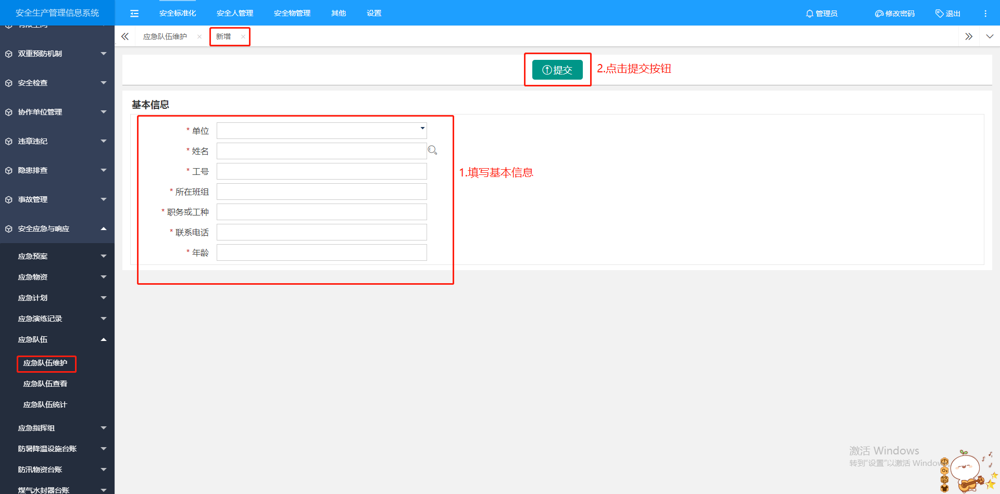 安全生产管理信息系统
安全标准化
安全人管理
安全物管理
其他
设置
管理员
修改密码
退出
应急队伍维护
新增
有限空间
双重预防机制
安全检查
协作单位管理
违章违纪
隐患排查
事故管理
安全应急与响应
应急预案
应急物资
应急计划
应急演练记录
应急队伍
应急队伍维护
应急队伍查看
应急队伍统计
应急指挥组
防暑降温设施台账
防汛物资台账
煤气水封器台账
提交
2.点击提交按钮
基本信息
* 单位
* 姓名
* 工号
* 所在班组
* 职务或工种
* 联系电话
* 年龄
1.填写基本信息
激活 Windows
转到“设置”以激活 Windows。
中
简